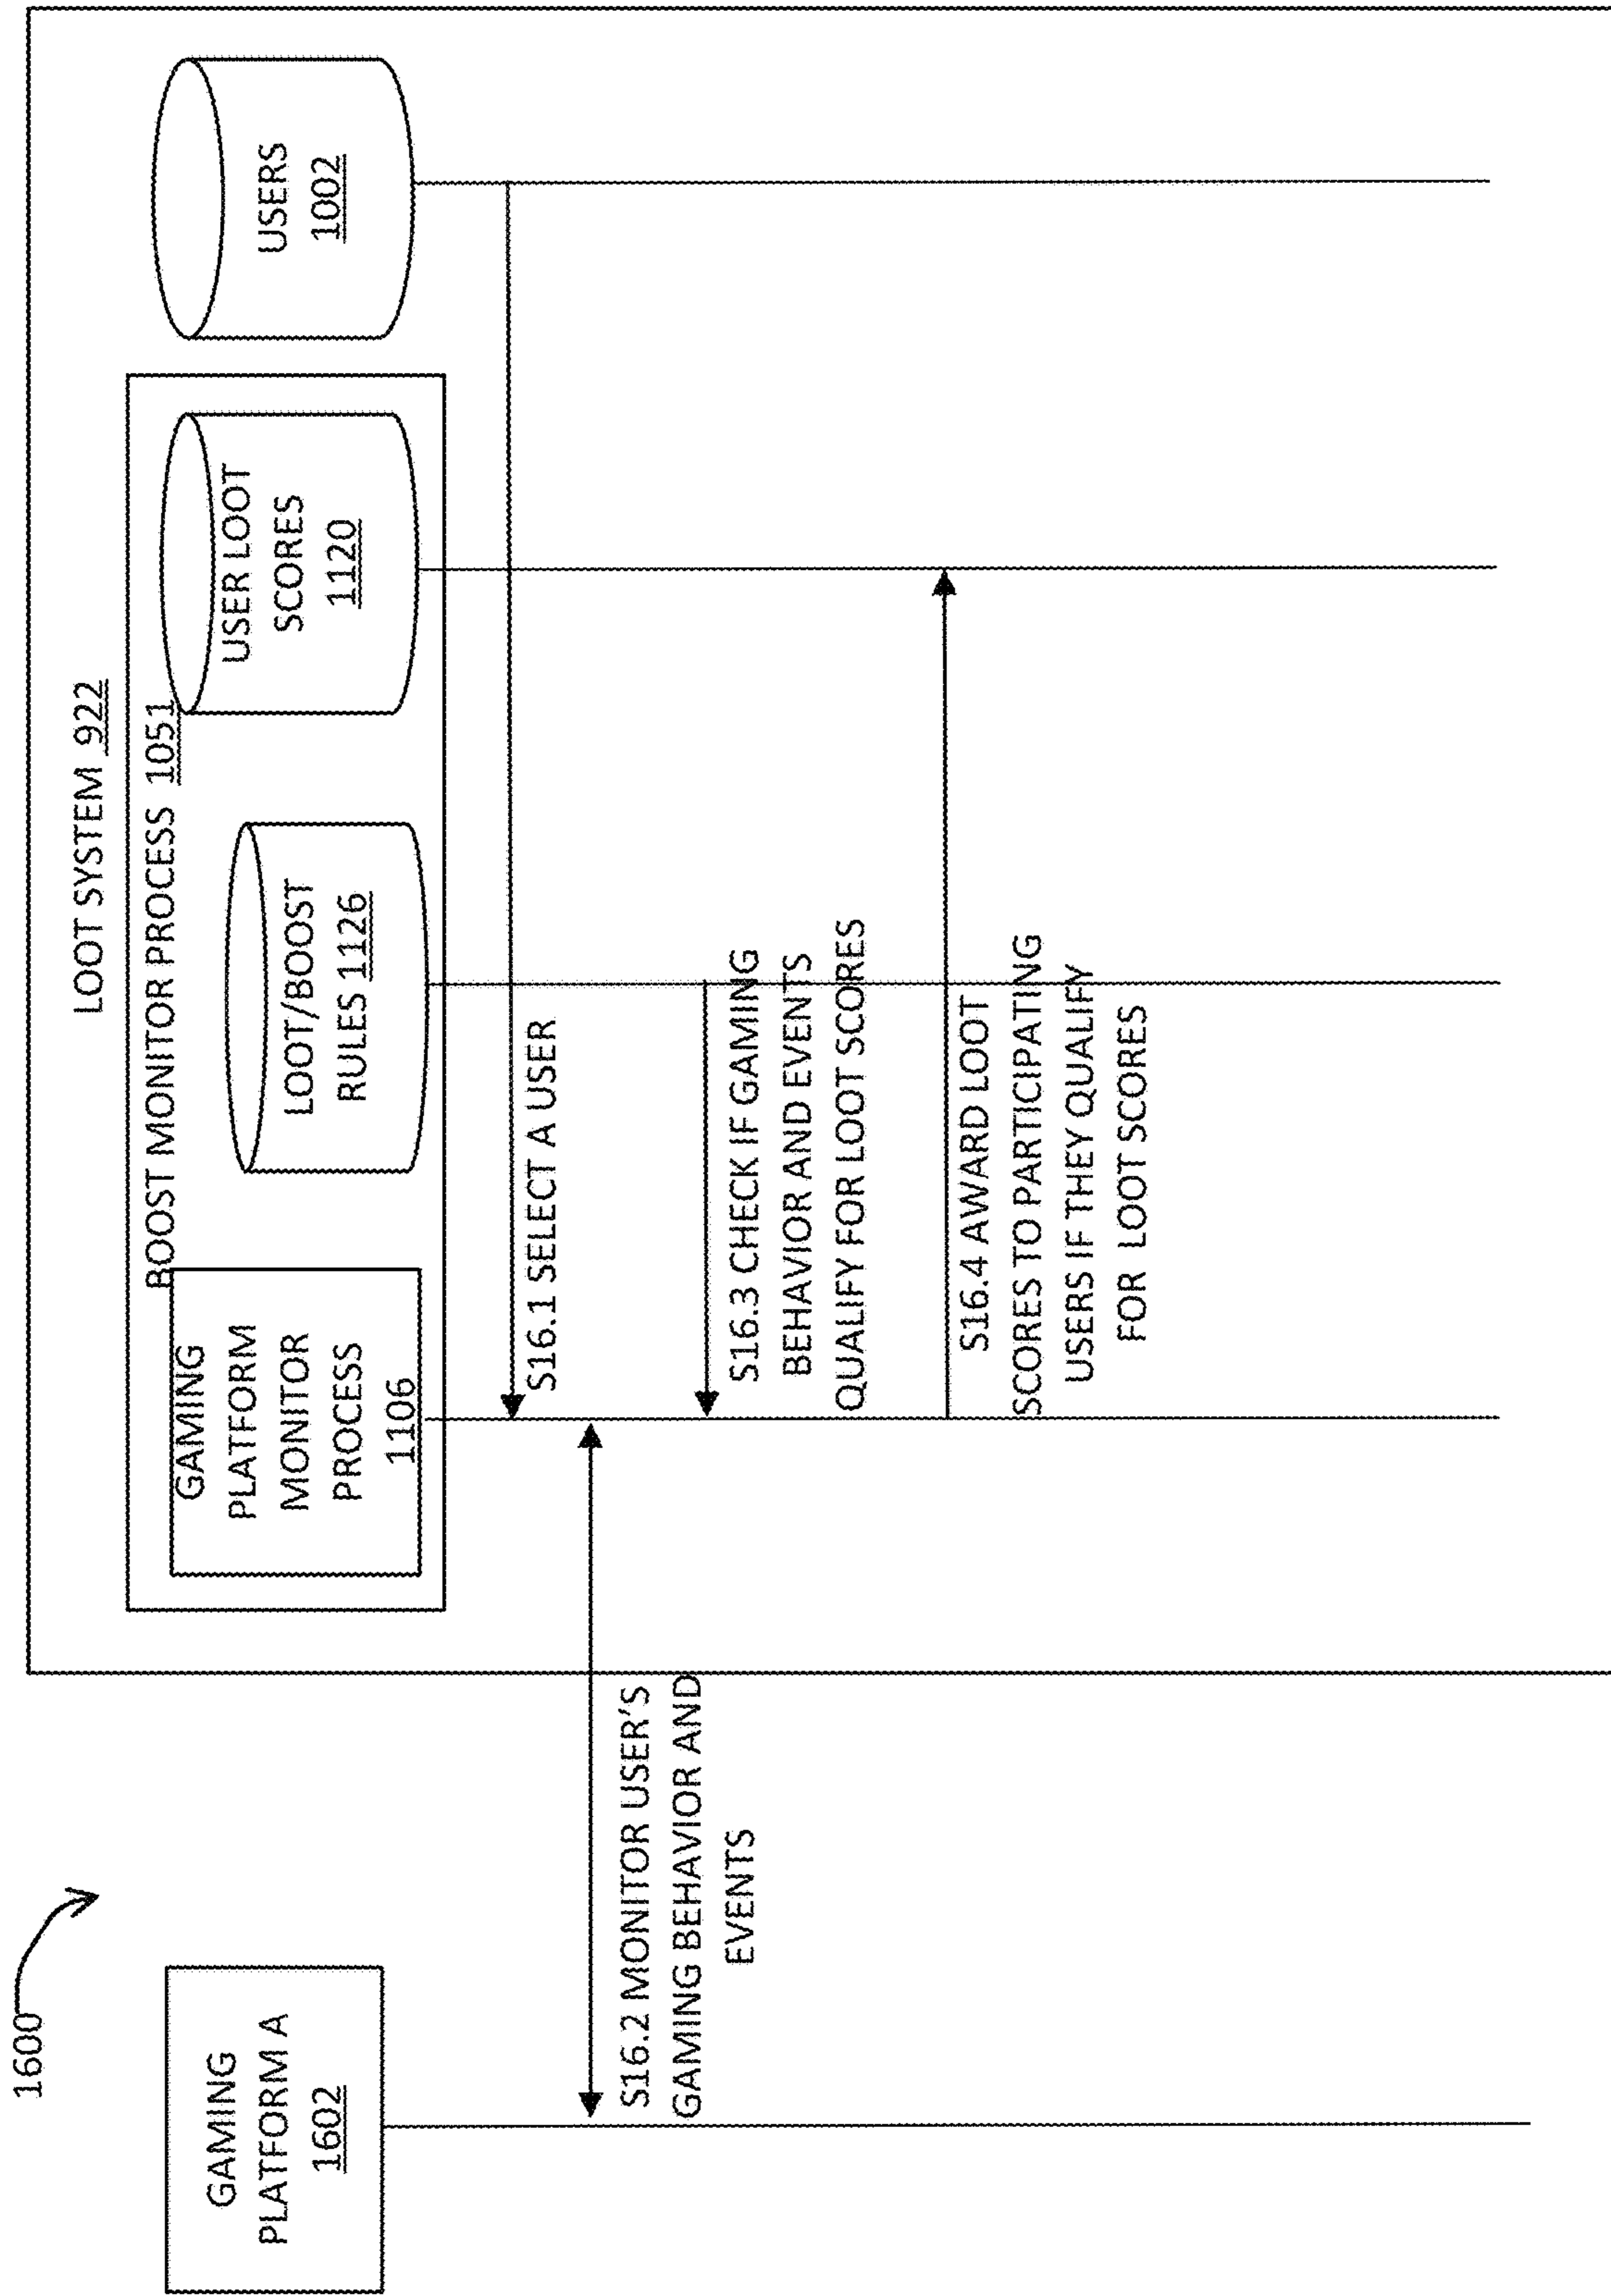 1600
LOOT SYSTEM 922
BOOST MONITOR PROCESS 1051
GAMING
PLATFORM A
1602
GAMING
PLATFORM
MONITOR
PROCESS
1106
LOOT/BOOST
RULES 1126
USER LOOT
SCORES
1120
USERS
1002
S16.1 SELECT A USER
S16.2 MONITOR USER’S
GAMING BEHAVIOR AND
EVENTS
S16.3 CHECK IF GAMING
BEHAVIOR AND EVENTS
QUALIFY FOR LOOT SCORES
S16.4 AWARD LOOT
SCORES TO PARTICIPATING
USERS IF THEY QUALIFY
FOR LOOT SCORES